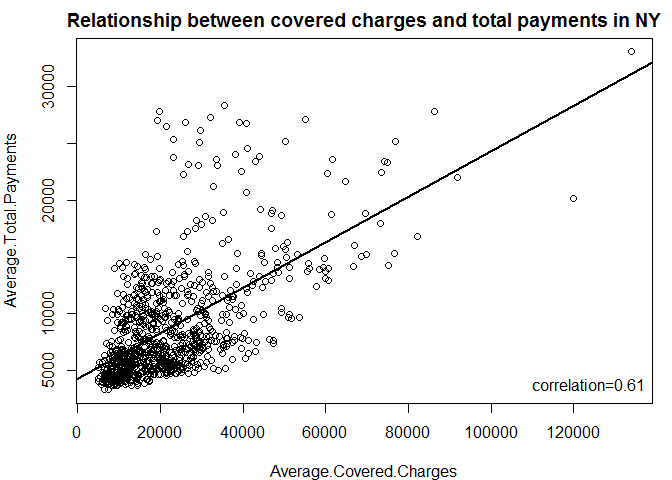 Relationship between covered charges and total payments in NY
Average.Total.Payments
30000
20000
10000
5000
correlation=0.61
0 20000 40000 60000 80000 100000 120000
Average.Covered.Charges